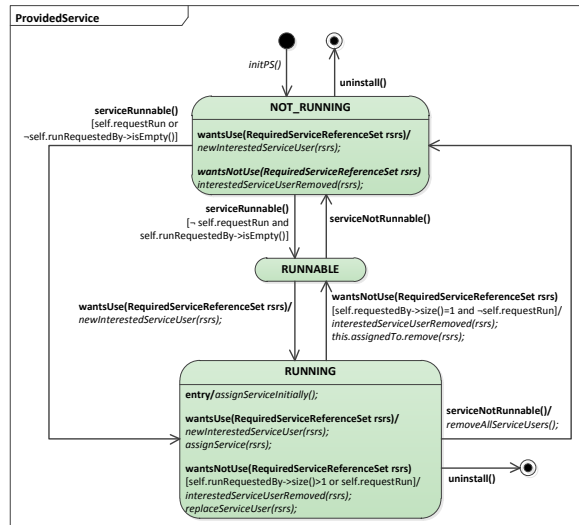 ProvidedService
initPS()
uninstall()
serviceRunnable()
[self.requestRun or
¬self.runRequestedBy->isEmpty()]
NOT_RUNNING
wantsUse(RequiredServiceReferenceSet rsrs)/
newInterestedServiceUser(rsrs);
wantsNotUse(RequiredServiceReferenceSet rsrs)
interestedServiceUserRemoved(rsrs);
serviceRunnable()
[¬ self.requestRun and
self.runRequestedBy->isEmpty()]
serviceNotRunnable()
RUNNABLE
wantsUse(RequiredServiceReferenceSet rsrs)/
newInterestedServiceUser(rsrs);
wantsNotUse(RequiredServiceReferenceSet rsrs)
[self.requestedBy->size()=1 and ¬self.requestRun]/
interestedServiceUserRemoved(rsrs);
this.assignedTo.remove(rsrs);
RUNNING
entry/assignServiceInitially();
wantsUse(RequiredServiceReferenceSet rsrs)/
newInterestedServiceUser(rsrs);
assignService(rsrs);
wantsNotUse(RequiredServiceReferenceSet rsrs)
[self.runRequestedBy->size()>1 or self.requestRun]/
interestedServiceUserRemoved(rsrs);
replaceServiceUser(rsrs);
serviceNotRunnable()/
removeAllServiceUsers();
uninstall()